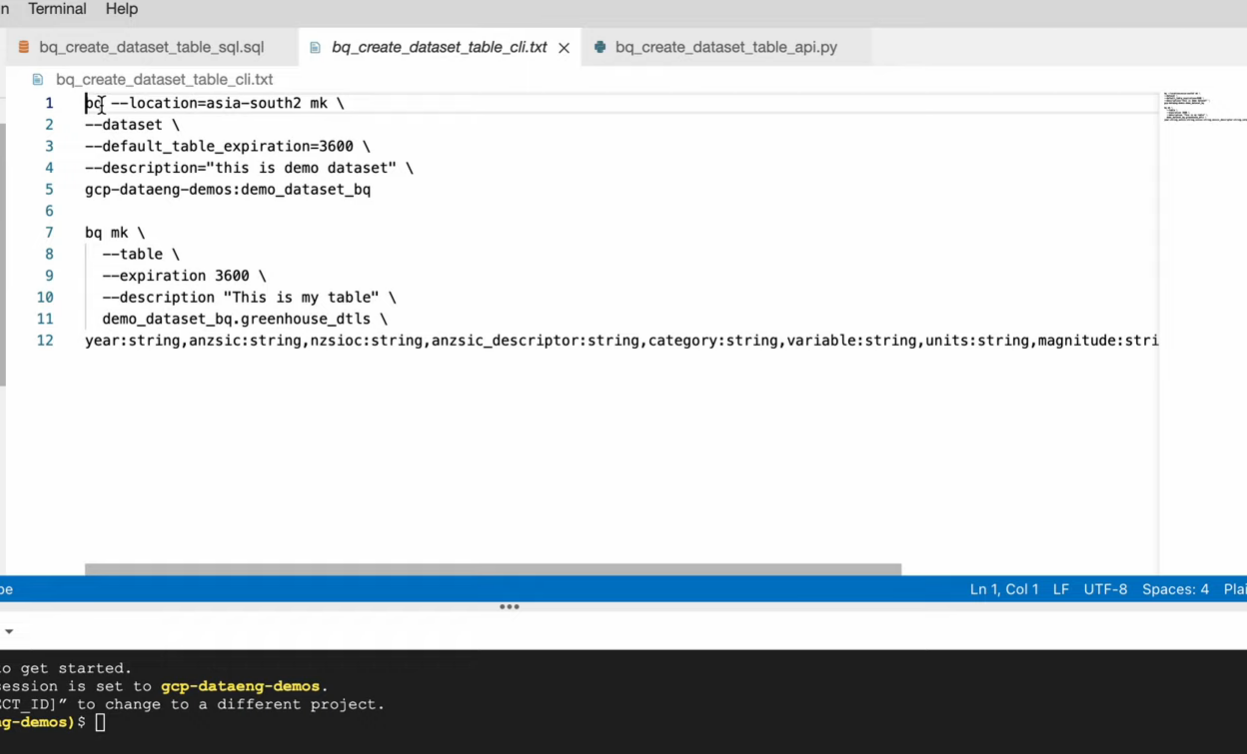 Terminal Help
bq_create_dataset_table_sql.sql bq_create_dataset_table_cli.txt bq_create_dataset_table_api.py
bq_create_dataset_table_cli.txt
1 bq --location=asia-south2 mk \
2 --dataset \
3 --default_table_expiration=3600 \
4 --description="this is demo dataset" \
5 gcp-dataeng-demos:demo_dataset_bq
6
7 bq mk \
8 --table \
9 --expiration 3600 \
10 --description "This is my table" \
11 demo_dataset_bq.greenhouse_dtls \
12 year:string,anzsic:string,nzsioc:string,anzsic_descriptor:string,category:string,variable:string,units:string,magnitude:stri
Ln 1, Col 1 LF UTF-8 Spaces: 4 Plai
o get started.
ession is set to gcp-dataeng-demos.
CT_ID]” to change to a different project.
g-demos)$